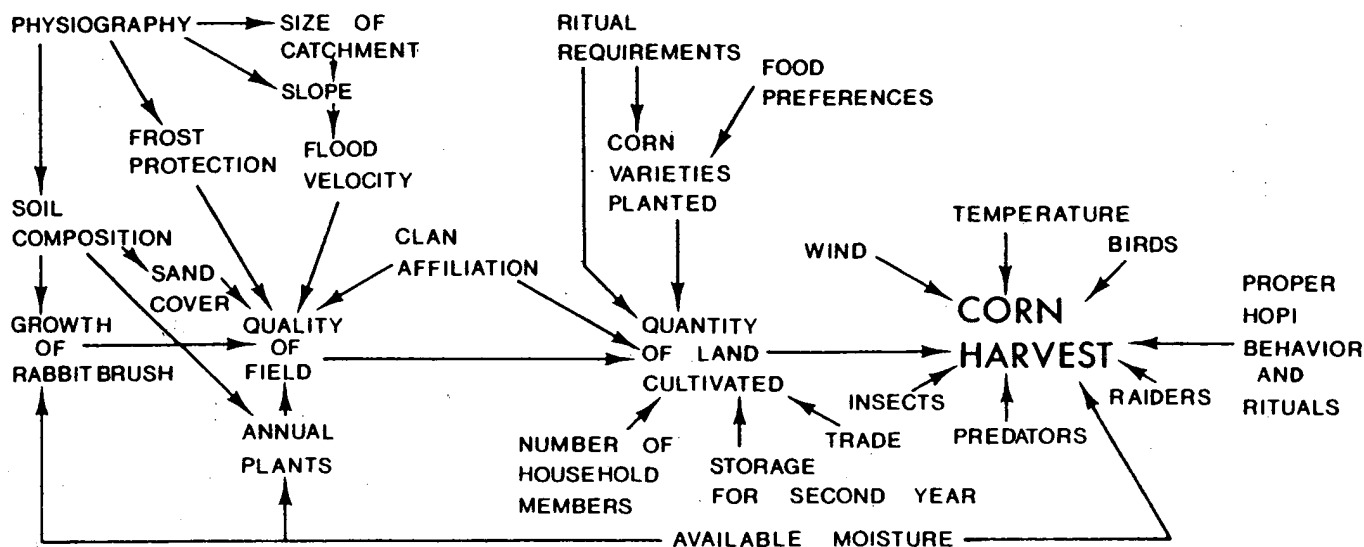 PHYSIOGRAPHY
SIZE OF
CATCHMENT
SLOPE
FROST
PROTECTION
FLOOD
VELOCITY
RITUAL
REQUIREMENTS
FOOD
PREFERENCES
CORN
VARIETIES
PLANTED
SOIL
COMPOSITION
SAND
COVER
CLAN
AFFILIATION
GROWTH
OF
RABBITBRUSH
QUALITY
OF
FIELD
ANNUAL
PLANTS
QUANTITY
OF LAND
CULTIVATED
NUMBER OF
HOUSEHOLD
MEMBERS
STORAGE
FOR SECOND YEAR
TRADE
WIND
TEMPERATURE
BIRDS
CORN
HARVEST
INSECTS
PREDATORS
RAIDERS
PROPER
HOPI
BEHAVIOR
AND
RITUALS
AVAILABLE MOISTURE